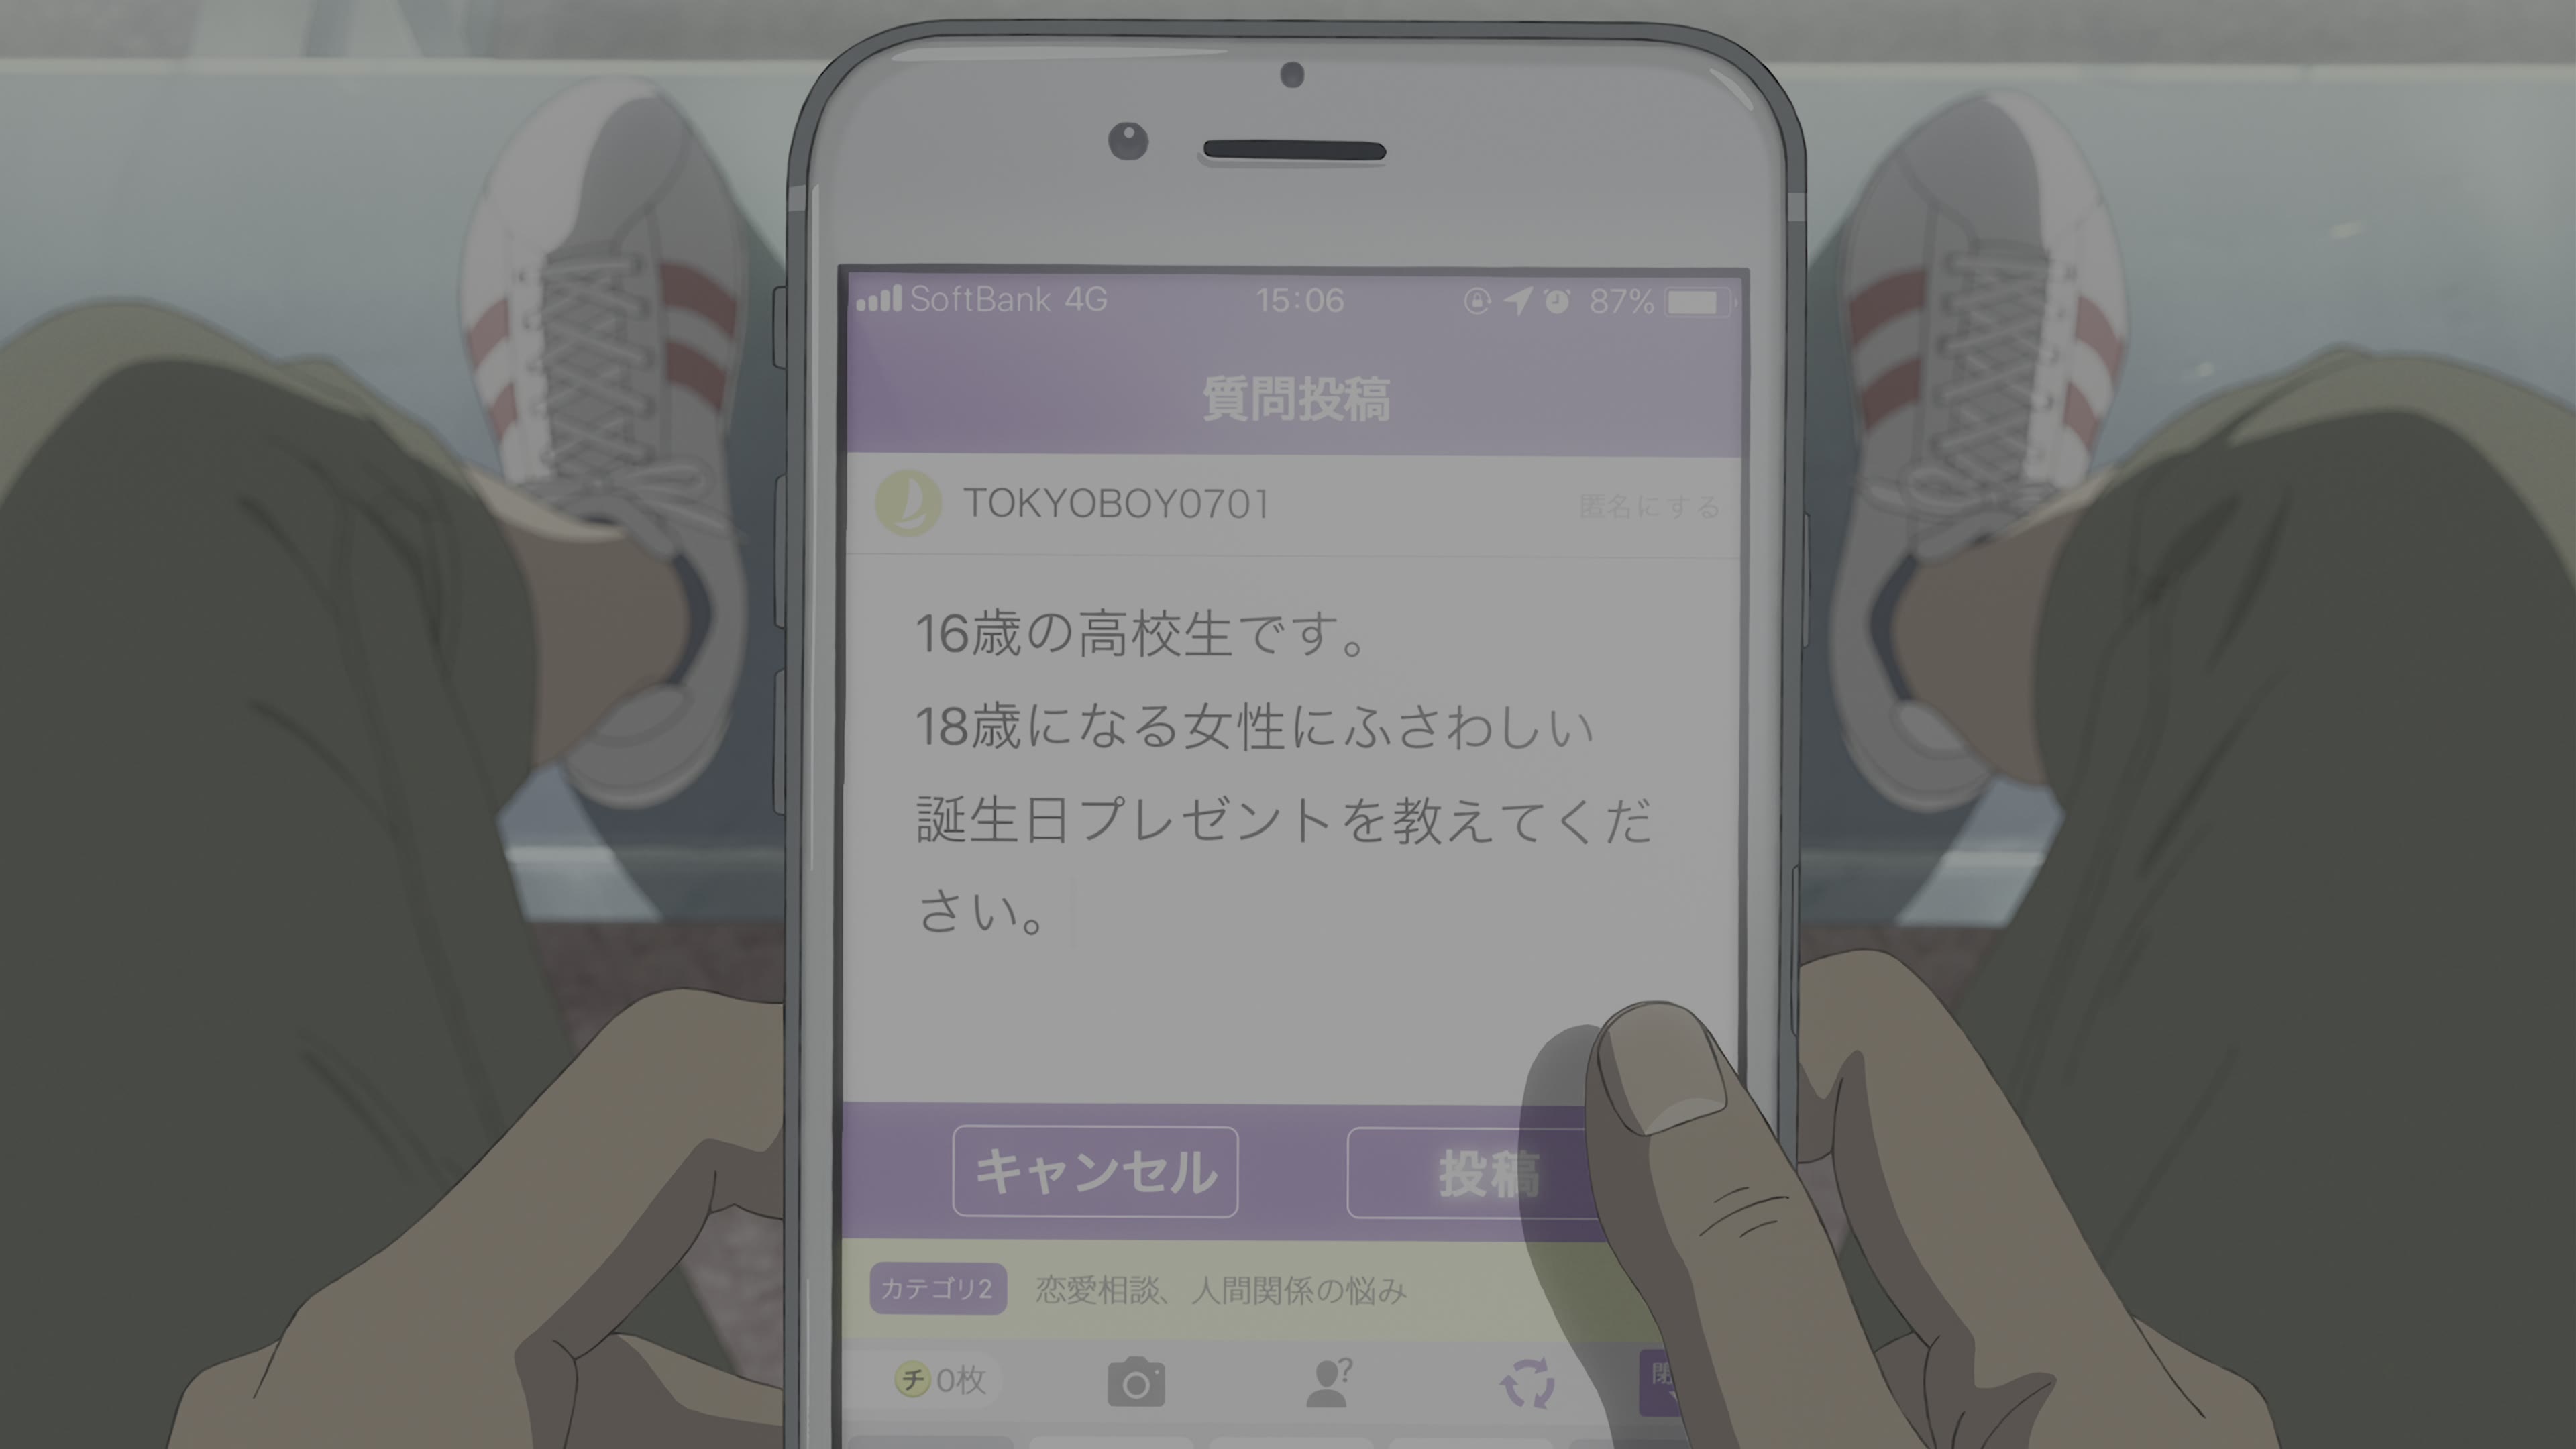 SoftBank 4G 15:06 87%
質問投稿
TOKYOBOY0701 匿名にする
16歳の高校生です。
18歳になる女性にふさわしい
誕生日プレゼントを教えてくだ
さい。
キャンセル 投稿
カテゴリ2 恋愛相談、人間関係の悩み
チ 0枚 ? 閉